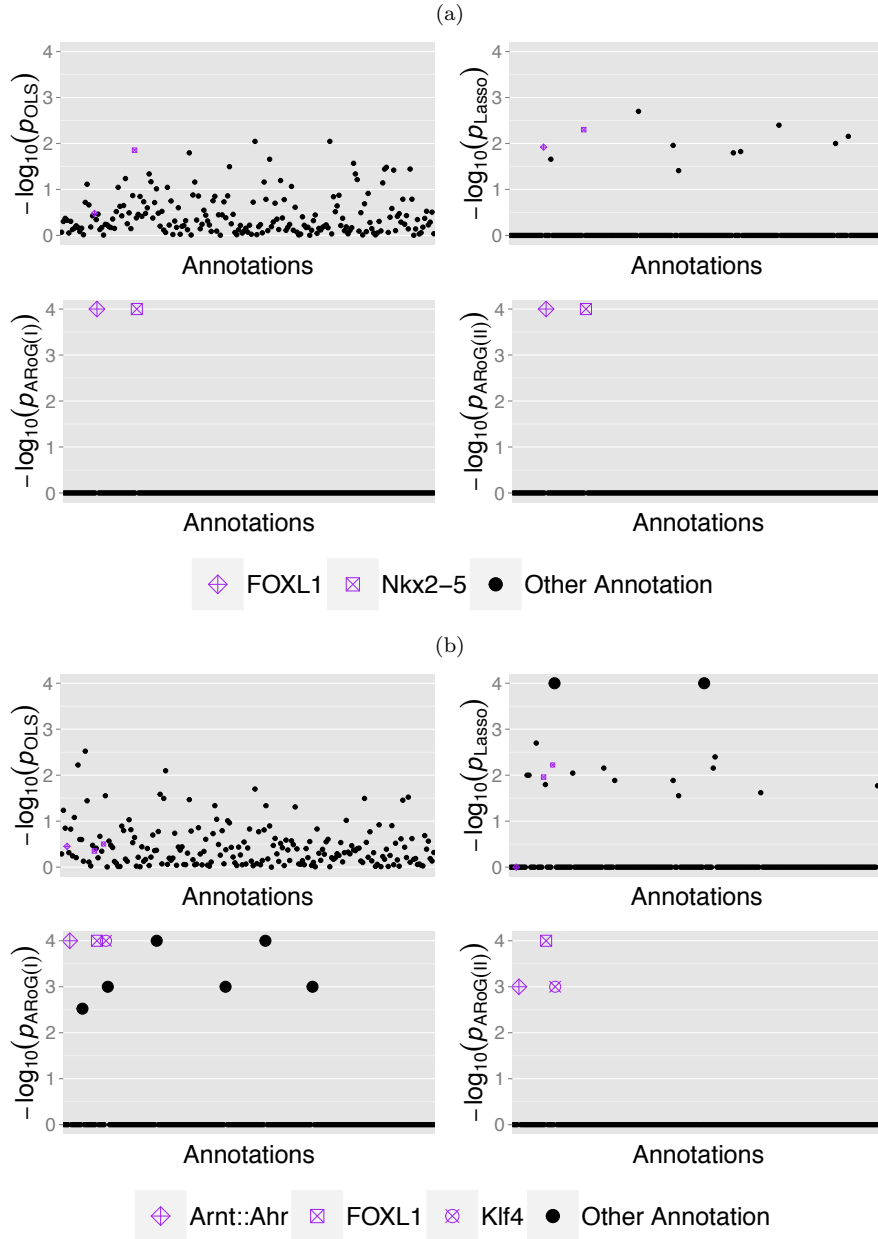 (a)
4
3
2
1
0
−log10(pOLS)
Annotations
4
3
2
1
0
−log10(pLasso)
Annotations
4
3
2
1
0
−log10(pARoG(I))
Annotations
4
3
2
1
0
−log10(pARoG(II))
Annotations
FOXL1 Nkx2−5 Other Annotation
(b)
4
3
2
1
0
−log10(pOLS)
Annotations
4
3
2
1
0
−log10(pLasso)
Annotations
4
3
2
1
0
−log10(pARoG(I))
Annotations
4
3
2
1
0
−log10(pARoG(II))
Annotations
Arnt::Ahr FOXL1 Klf4 Other Annotation